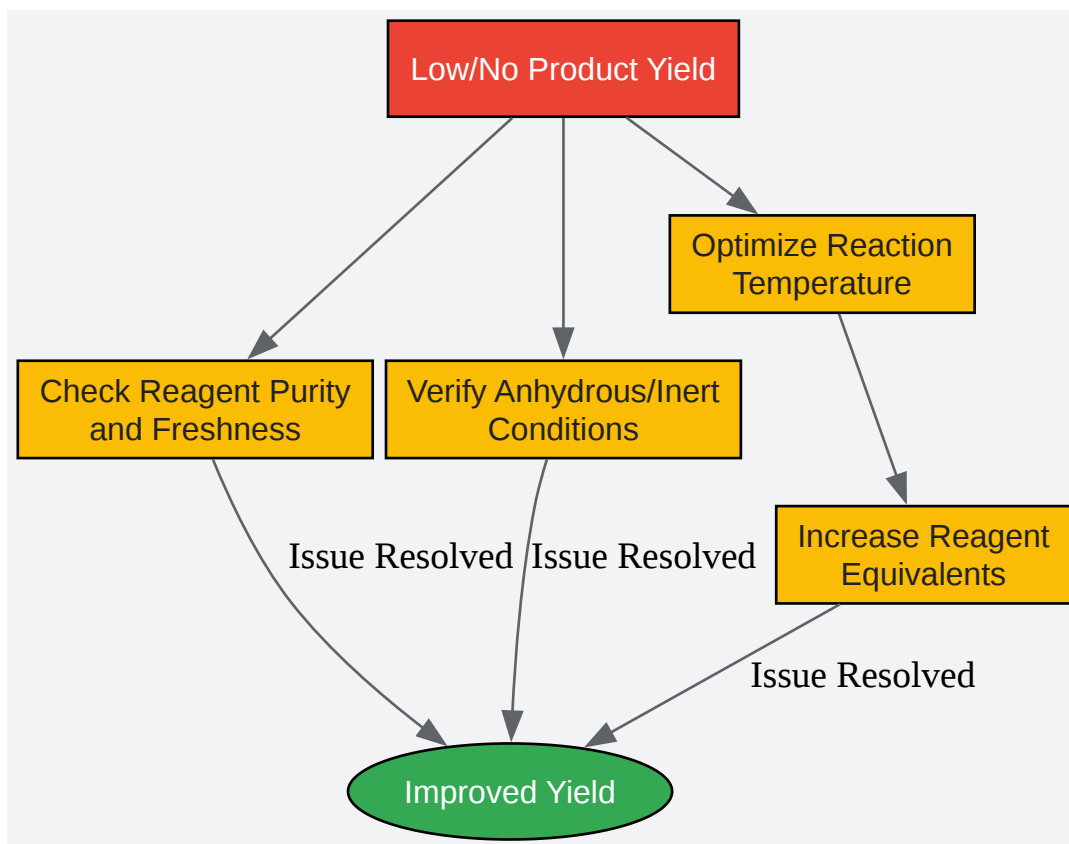 Low/No Product Yield
Optimize Reaction
Temperature
Check Reagent Purity
and Freshness
Verify Anhydrous/Inert
Conditions
Increase Reagent
Equivalents
Issue Resolved
Issue Resolved
Issue Resolved
Improved Yield